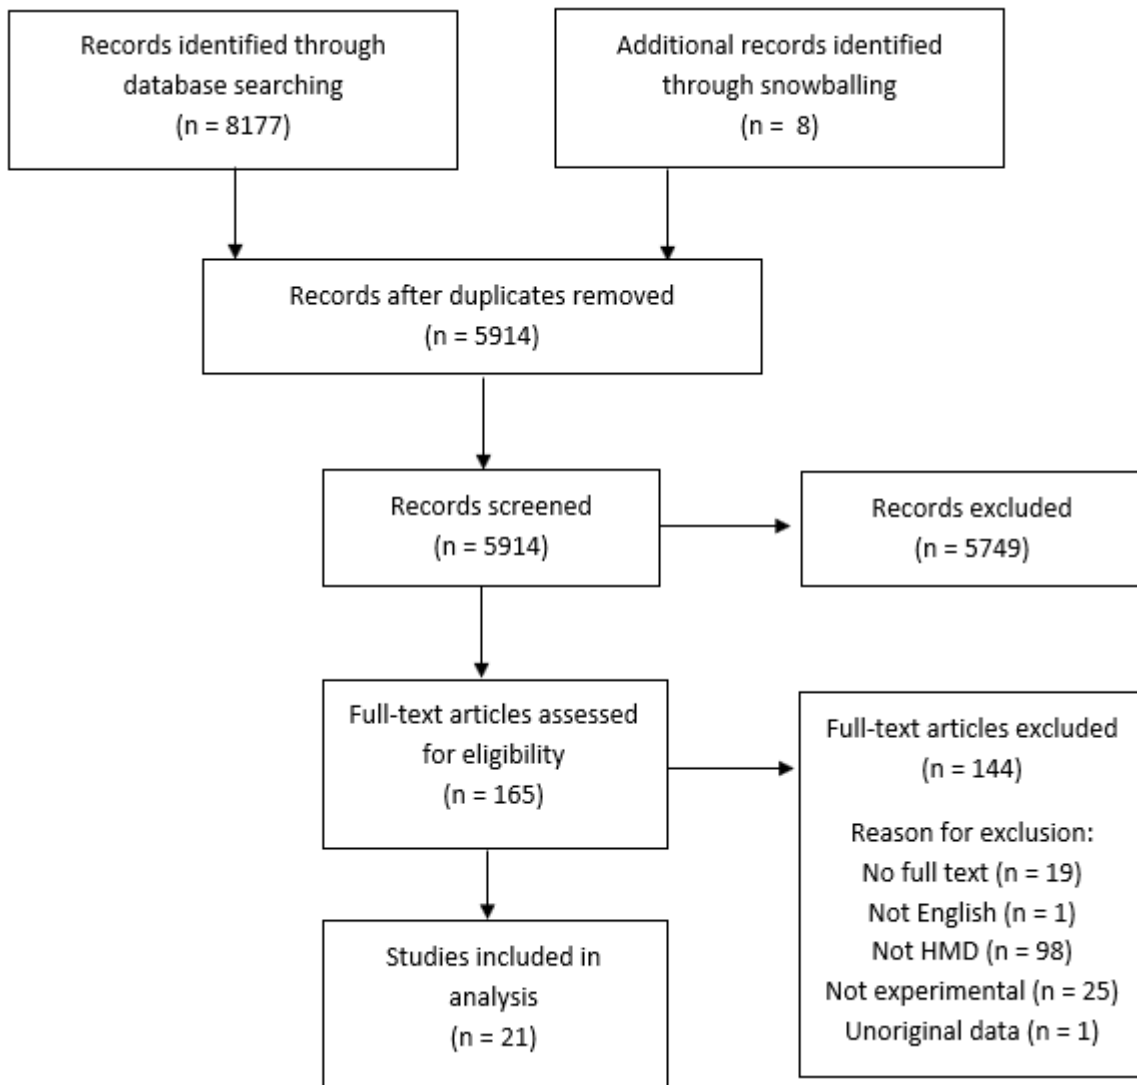 Records identified through
database searching
(n = 8177)
Additional records identified
through snowballing
(n =  8)
Records after duplicates removed
(n = 5914)
Records screened
(n = 5914)
Records excluded
(n = 5749)
Full-text articles assessed
for eligibility
(n = 165)
Full-text articles excluded
(n = 144)
Reason for exclusion:
No full text (n = 19)
Not English (n = 1)
Not HMD (n = 98)
Not experimental (n = 25)
Unoriginal data (n = 1)
Studies included in
analysis
(n = 21)